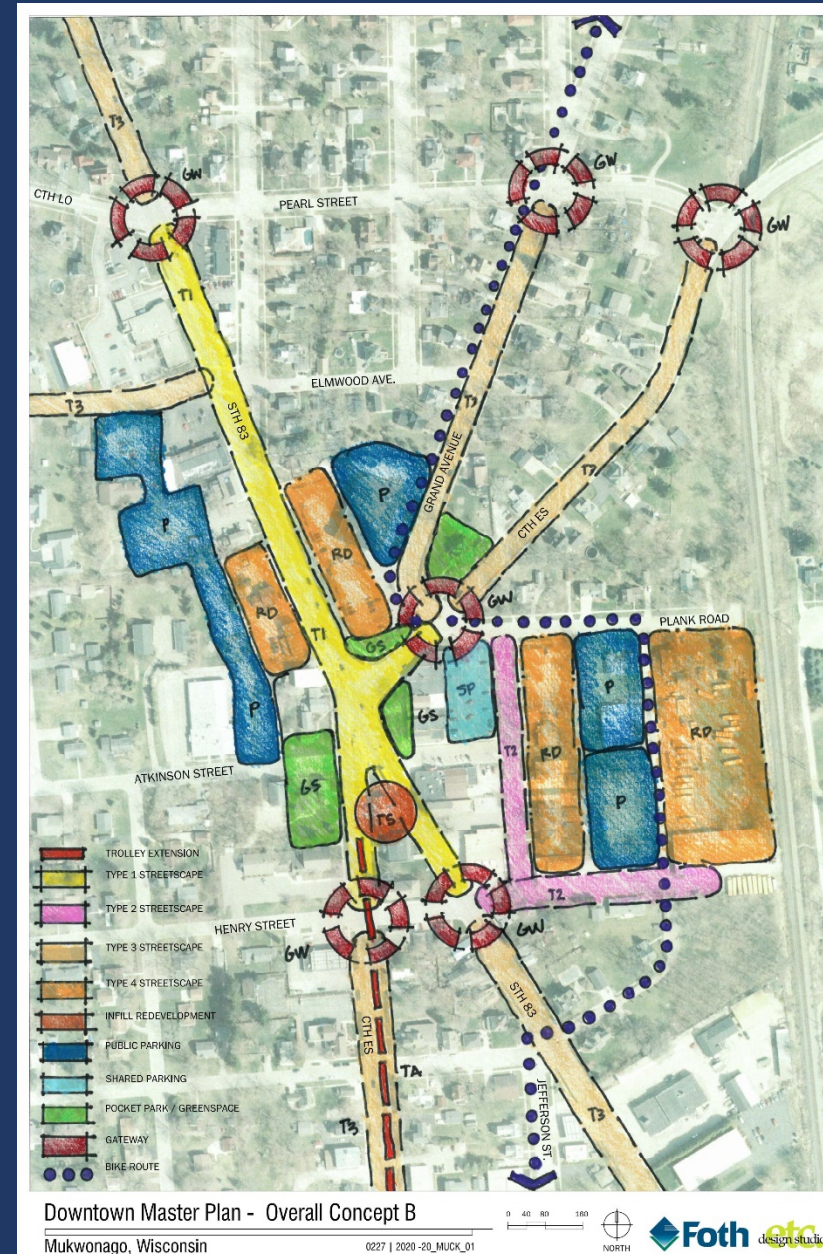 T3
GW
CTH LO
PEARL STREET
GW
GW
T1
ELMWOOD AVE.
T3
STH 83
T3
P
GRAND AVENUE
T3
P
RD
CTH ES
RD
T1
GW
PLANK ROAD
GS
SP
P
RD
GS
P
T2
RD
GS
ATKINSON STREET
P
TS
TROLLEY EXTENSION
TYPE 1 STREETSCAPE
TYPE 2 STREETSCAPE
TYPE 3 STREETSCAPE
TYPE 4 STREETSCAPE
INFILL REDEVELOPMENT
PUBLIC PARKING
SHARED PARKING
POCKET PARK / GREENSPACE
GATEWAY
BIKE ROUTE
T2
HENRY STREET
GW
GW
STH 83
CTH ES
TA
T3
JEFFERSON ST.
T3
Downtown Master Plan - Overall Concept B
Mukwonago, Wisconsin
0227 | 2020 -20_MUCK_01
0 40 80 160
NORTH
Foth
etc.
design studio